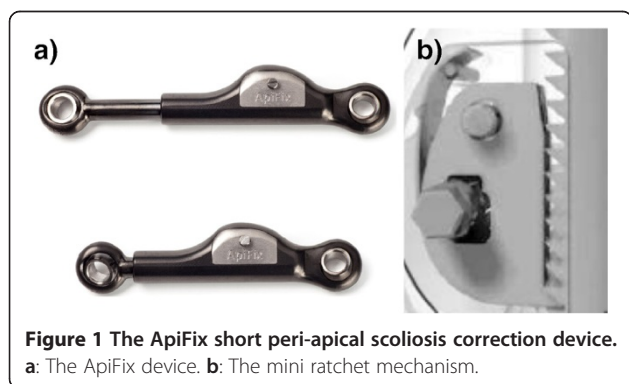 a)
b)
ApiFix
ApiFix
Figure 1 The ApiFix short peri-apical scoliosis correction device.
a: The ApiFix device. b: The mini ratchet mechanism.